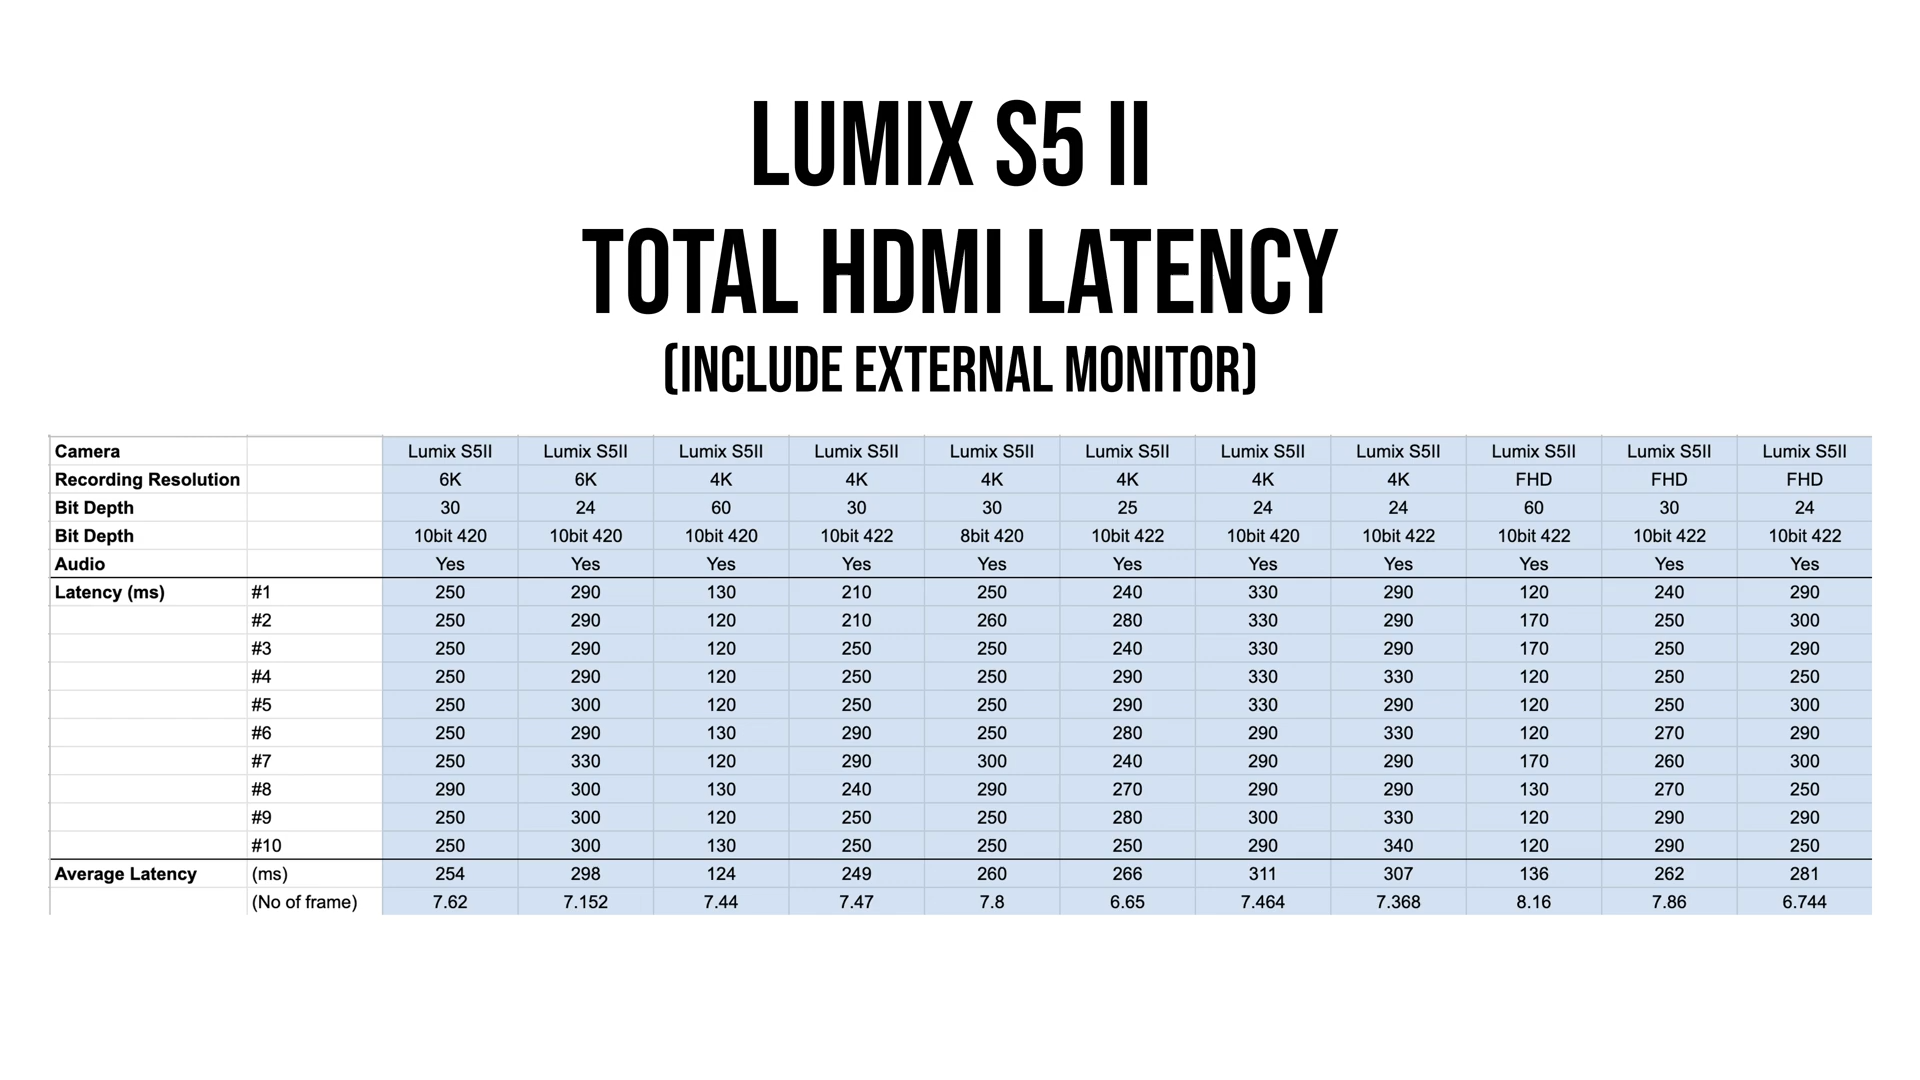 LUMIX S5 II
TOTAL HDMI LATENCY
(INCLUDE EXTERNAL MONITOR)
Camera Lumix S5II Lumix S5II Lumix S5II Lumix S5II Lumix S5II Lumix S5II Lumix S5II Lumix S5II Lumix S5II Lumix S5II Lumix S5II
Recording Resolution 6K 6K 4K 4K 4K 4K 4K 4K FHD FHD FHD
Bit Depth 30 24 60 30 30 25 24 24 60 30 24
Bit Depth 10bit 420 10bit 420 10bit 420 10bit 422 8bit 420 10bit 422 10bit 420 10bit 422 10bit 422 10bit 422 10bit 422
Audio Yes Yes Yes Yes Yes Yes Yes Yes Yes Yes Yes
Latency (ms) #1 250 290 130 210 250 240 330 290 120 240 290
#2 250 290 120 210 260 280 330 290 170 250 300
#3 250 290 120 250 250 240 330 290 170 250 290
#4 250 290 120 250 250 290 330 330 120 250 250
#5 250 300 120 250 250 290 330 290 120 250 300
#6 250 290 130 290 250 280 290 330 120 270 290
#7 250 330 120 290 300 240 290 290 170 260 300
#8 290 300 130 240 290 270 290 290 130 270 250
#9 250 300 120 250 250 280 300 330 120 290 290
#10 250 300 130 250 250 250 290 340 120 290 250
Average Latency (ms) 254 298 124 249 260 266 311 307 136 262 281
(No of frame) 7.62 7.152 7.44 7.47 7.8 6.65 7.464 7.368 8.16 7.86 6.744